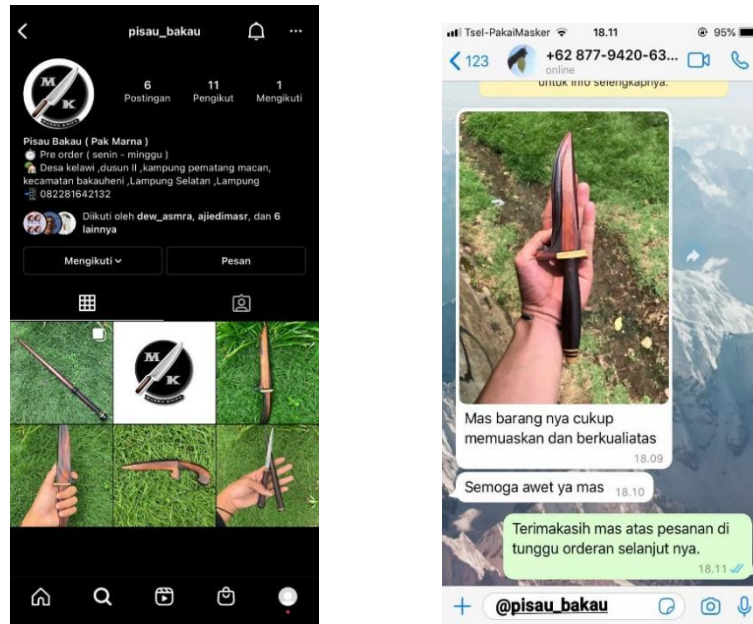 pisau_bakau
6
11
1
Postingan
Pengikut
Mengikuti
M
K
Pisau Bakau ( Pak Marna )
Pre order ( senin - minggu )
Desa kelawi ,dusun II ,kampung pematang macan,
kecamatan bakauheni ,Lampung Selatan ,Lampung
082281642132
Diikuti oleh dew_asmra, ajiedimasr, dan 6
lainnya
Mengikuti
Pesan
M
K
Tsel-PakaiMasker
18.11
95%
123
+62 877-9420-63...
online
untuk info selengkapnya.
Mas barang nya cukup
memuaskan dan berkualiatas
18.09
Semoga awet ya mas 18.10
Terimakasih mas atas pesanan di
tunggu orderan selanjut nya.
18.11
@pisau_bakau